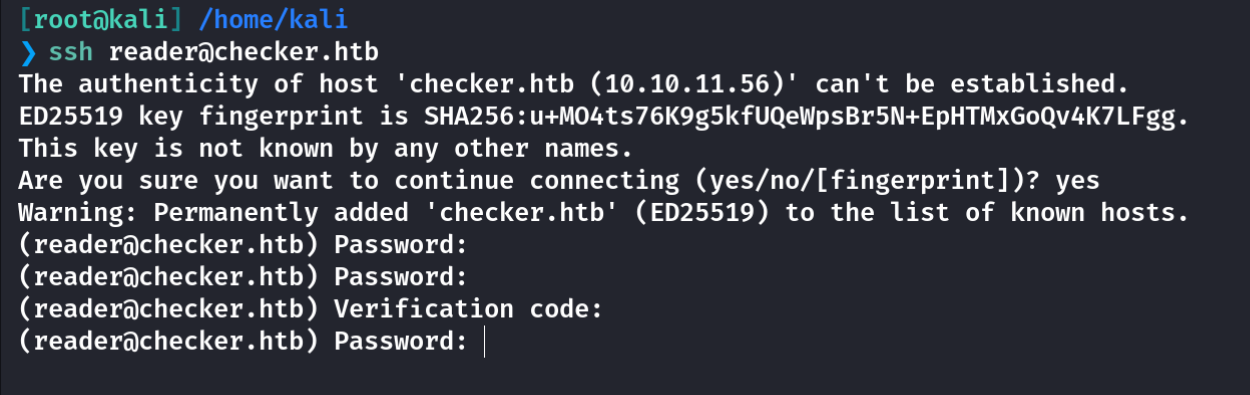 [root@kali] /home/kali
❯ ssh reader@checker.htb
The authenticity of host 'checker.htb (10.10.11.56)' can't be established.
ED25519 key fingerprint is SHA256:u+MO4ts76K9g5kfUQeWpsBr5N+EpHTMxGoQv4K7LFgg.
This key is not known by any other names.
Are you sure you want to continue connecting (yes/no/[fingerprint])? yes
Warning: Permanently added 'checker.htb' (ED25519) to the list of known hosts.
(reader@checker.htb) Password:
(reader@checker.htb) Password:
(reader@checker.htb) Verification code:
(reader@checker.htb) Password: